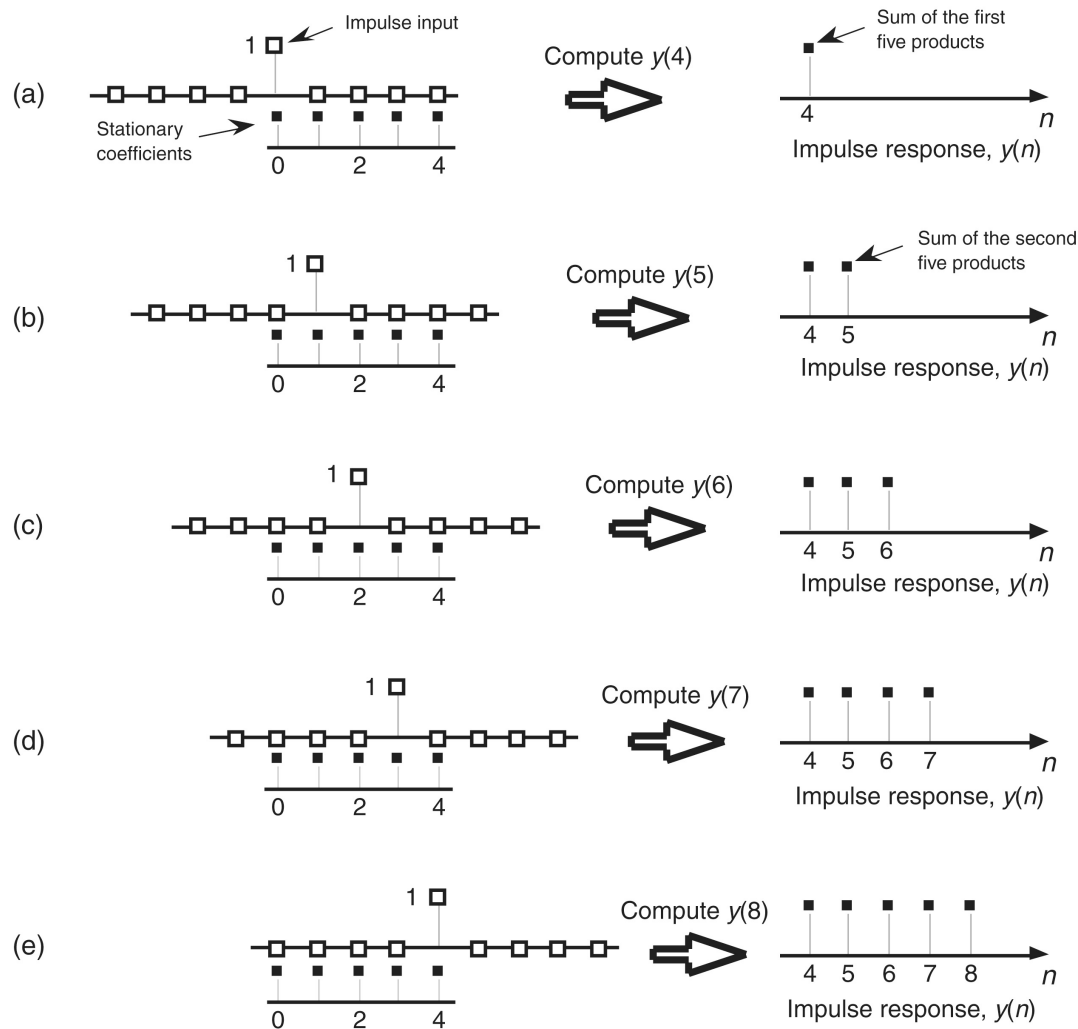 Impulse input
1
Sum of the first
five products
Compute y(4)
(a)
Stationary
coefficients
0 2 4
4
n
Impulse response, y(n)
1
Sum of the second
five products
Compute y(5)
(b)
0 2 4
4 5
n
Impulse response, y(n)
1
Compute y(6)
(c)
0 2 4
4 5 6
n
Impulse response, y(n)
1
Compute y(7)
(d)
0 2 4
4 5 6 7
n
Impulse response, y(n)
1
Compute y(8)
(e)
0 2 4
4 5 6 7 8
n
Impulse response, y(n)